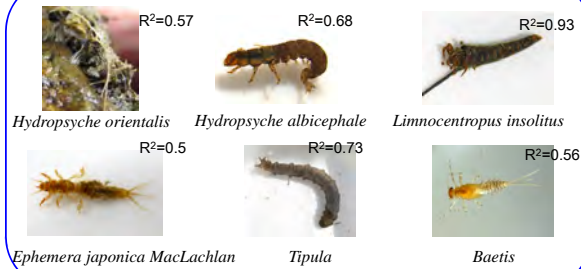 R²=0.57 R²=0.68 R²=0.93
Hydropsyche orientalis Hydropsyche albicephale Limnocentropus insolitus
R²=0.5 R²=0.73 R²=0.56
Ephemera japonica MacLachlan Tipula Baetis